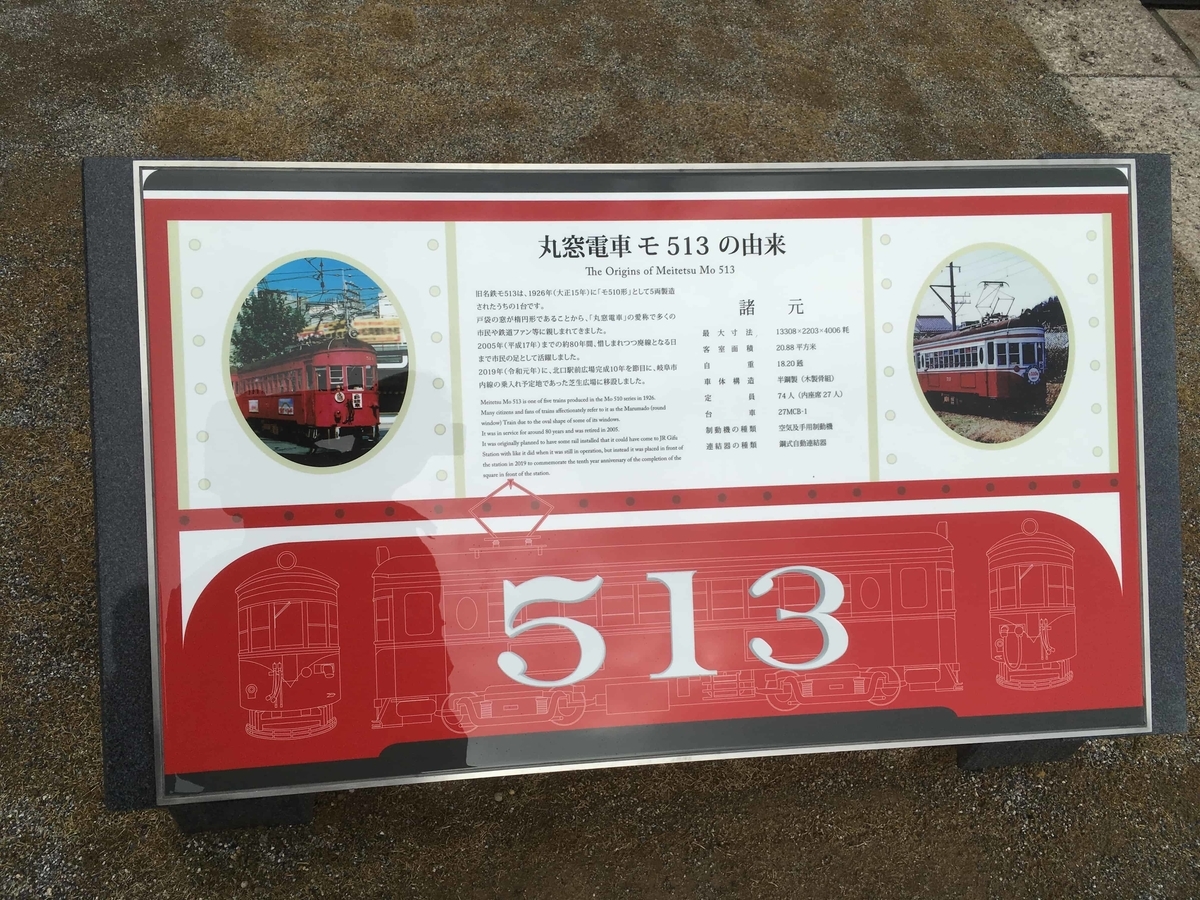 丸窓電車 モ 513 の由来
The Origins of Meitetsu Mo 513
旧名鉄モ513は、1926年(大正15年)に「モ510形」として5両製造
されたうちの1台です。
戸袋の窓が楕円形であることから、「丸窓電車」の愛称で多くの
市民や鉄道ファン等に親しまれてきました。
2005年(平成17年)までの約80年間、惜しまれつつ廃線となる日
まで市民の足として活躍しました。
2019年(令和元年)に、北口駅前広場完成10年を節目に、岐阜市
内線の乗入れ予定地であった芝生広場に移設しました。
Meitetsu Mo 513 is one of five trains produced in the Mo 510 series in 1926.
Many citizens and fans of trains affectionately refer to it as the Marumado (round
window) Train due to the oval shape of some of its windows.
It was in service for around 80 years and was retired in 2005.
It was originally planned to have some rail installed that it could have come to JR Gifu
Station with like it did when it was still in operation, but instead it was placed in front of
the station in 2019 to commemorate the tenth year anniversary of the completion of the
square in front of the station.
諸元
最大寸法 13308×2203×4006 粍
客室面積 20.88 平方米
自重 18.20 瓲
車体構造 半鋼製（木製骨組）
定員 74 人（内座席 27 人）
台車 27MCB-1
制動機の種類 空気及手用制動機
連結器の種類 鋼式自動連結器
513